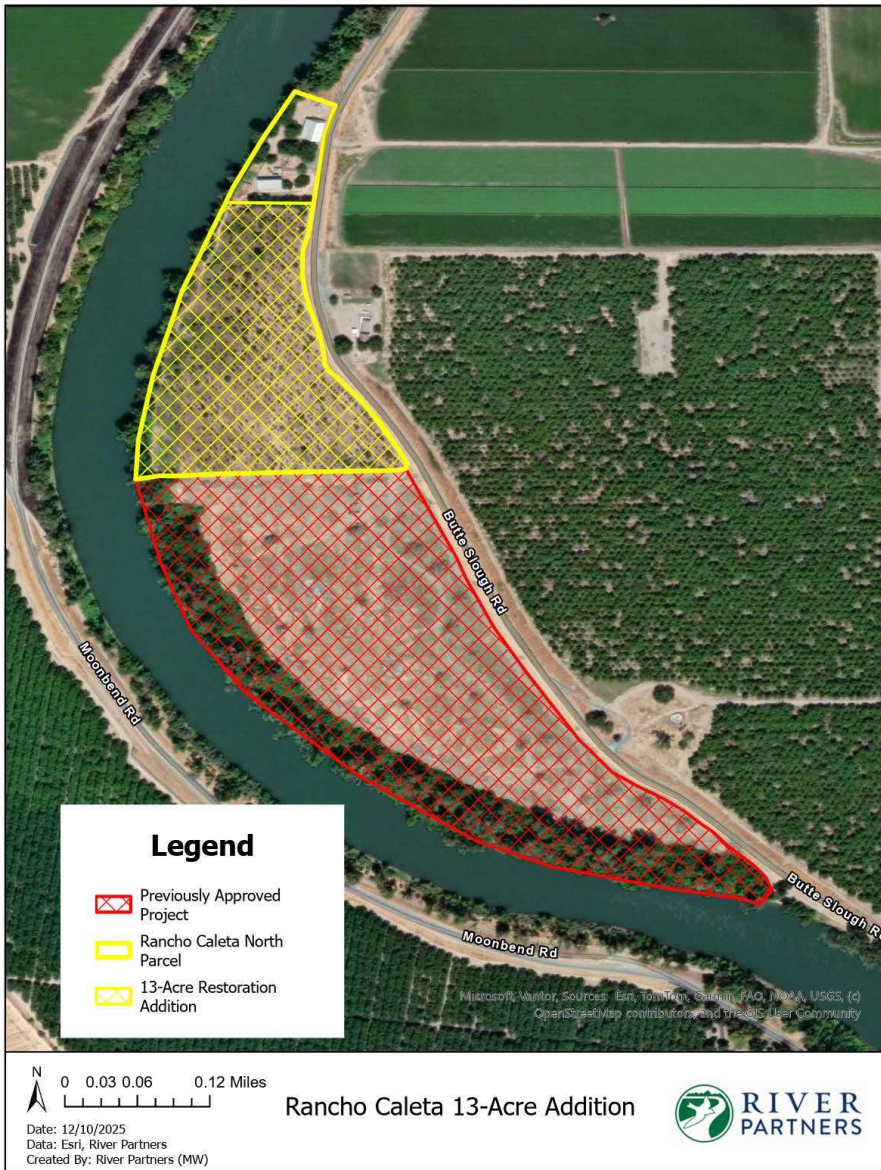 Butte Slough Rd
Moonbend Rd
Butte Slough Rd
Moonbend Rd
Legend
Previously Approved
Project
Rancho Caleta North
Parcel
13-Acre Restoration
Addition
Microsoft, Vantor, Sources: Esri, TomTom, Garmin, FAO, NOAA, USGS, (c)
OpenStreetMap contributors, and the GIS User Community
N
0 0.03 0.06 0.12 Miles
Date: 12/10/2025
Data: Esri, River Partners
Created By: River Partners (MW)
Rancho Caleta 13-Acre Addition
RIVER
PARTNERS